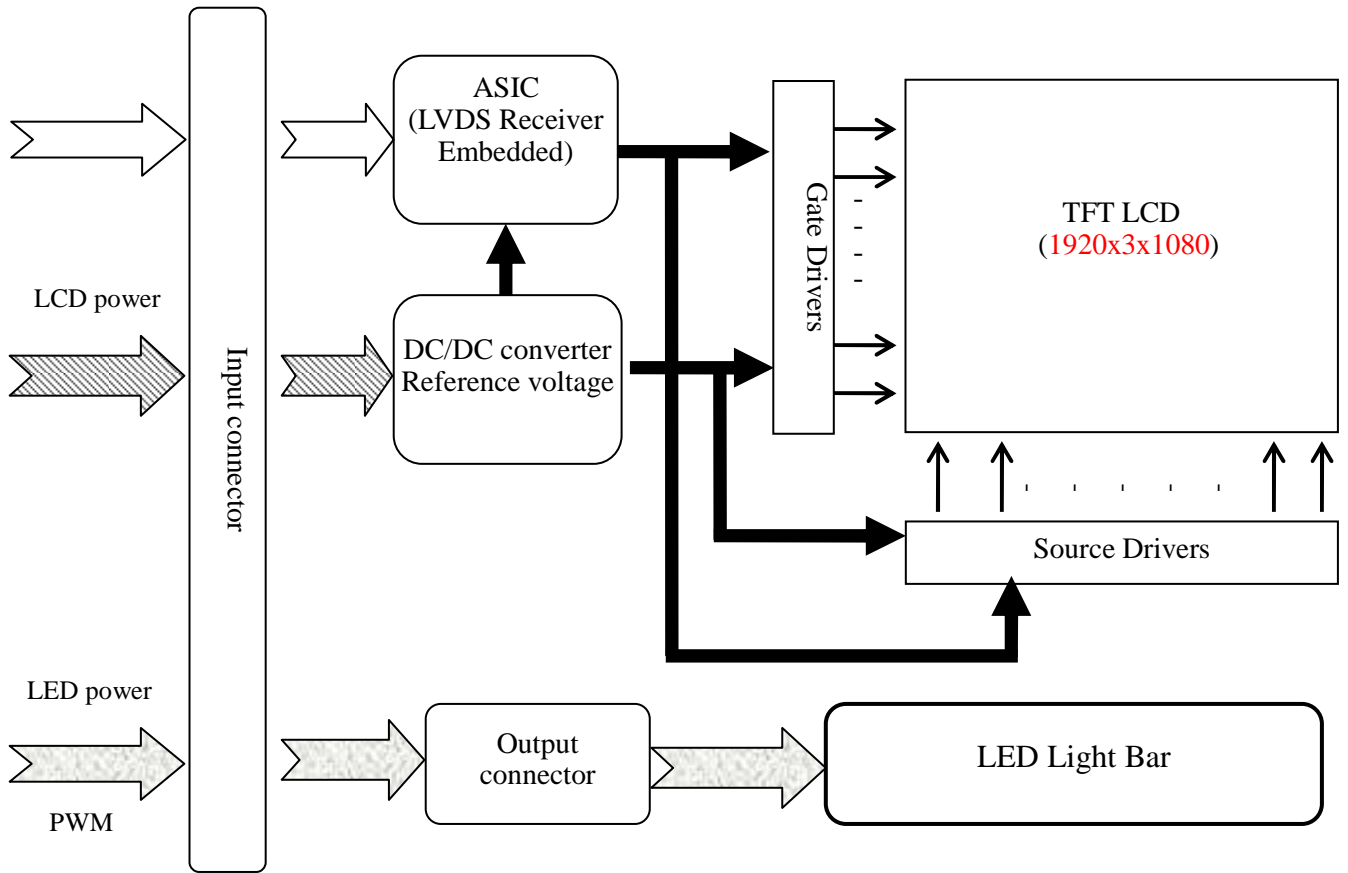 ASIC
(LVDS Receiver
Embedded)
Gate Drivers
TFT LCD
(1920x3x1080)
LCD power
Input connector
DC/DC converter
Reference voltage
Source Drivers
LED power
Output
connector
LED Light Bar
PWM